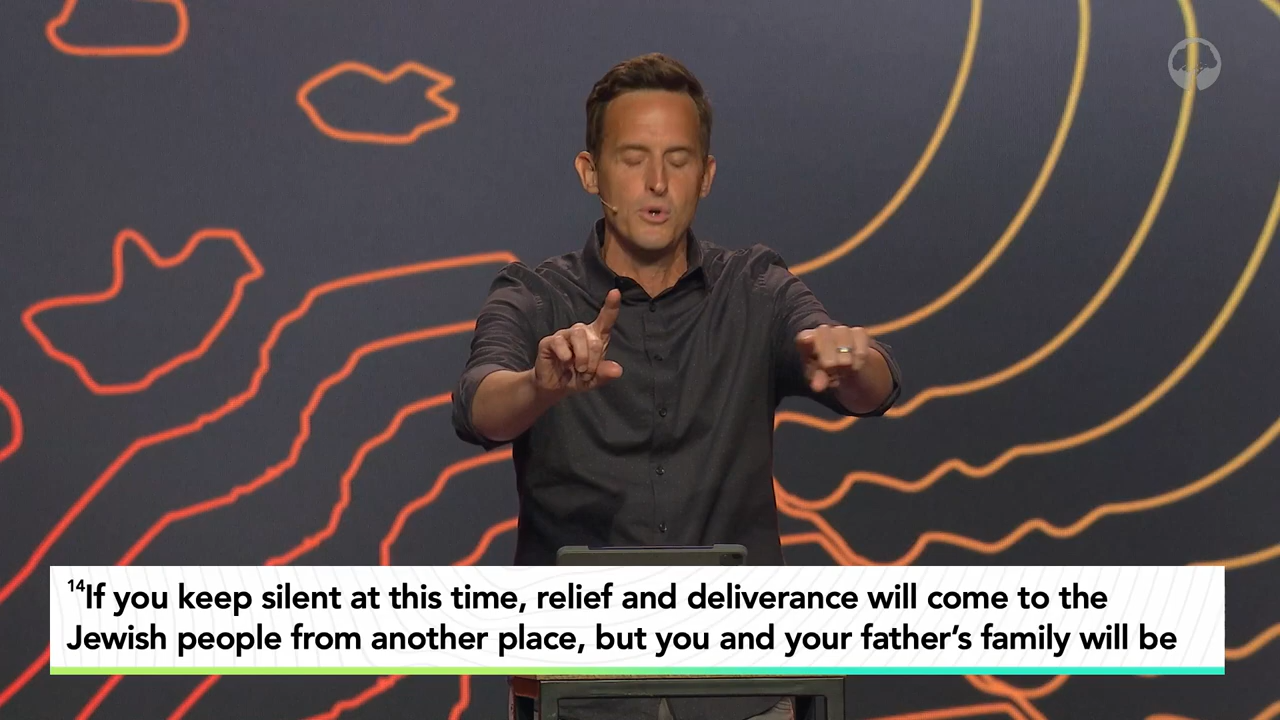 14If you keep silent at this time, relief and deliverance will come to the
Jewish people from another place, but you and your father’s family will be